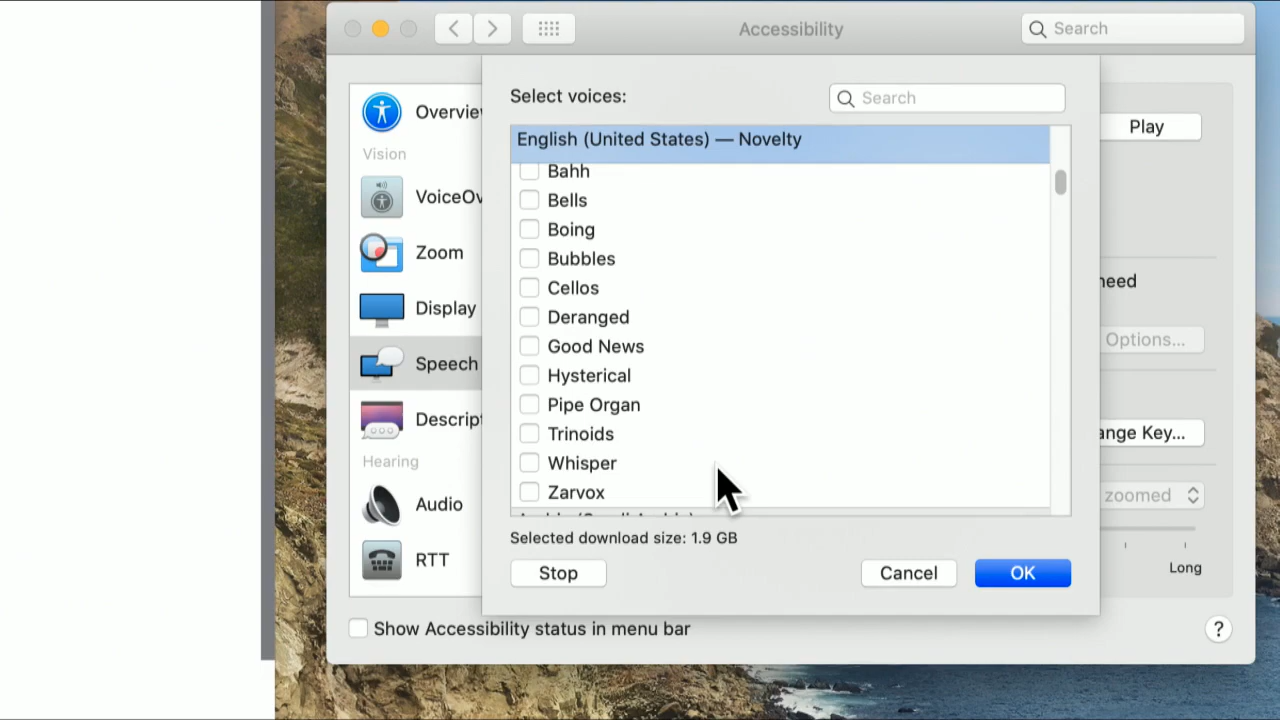 Accessibility
Search
Overvie
Vision
VoiceOv
Zoom
Display
Speech
Descript
Hearing
Audio
RTT
Select voices:
Search
English (United States) — Novelty
Bahh
Bells
Boing
Bubbles
Cellos
Deranged
Good News
Hysterical
Pipe Organ
Trinoids
Whisper
Zarvox
Selected download size: 1.9 GB
Stop
Cancel
OK
Play
need
Options...
ange Key...
zoomed
Long
Show Accessibility status in menu bar
?